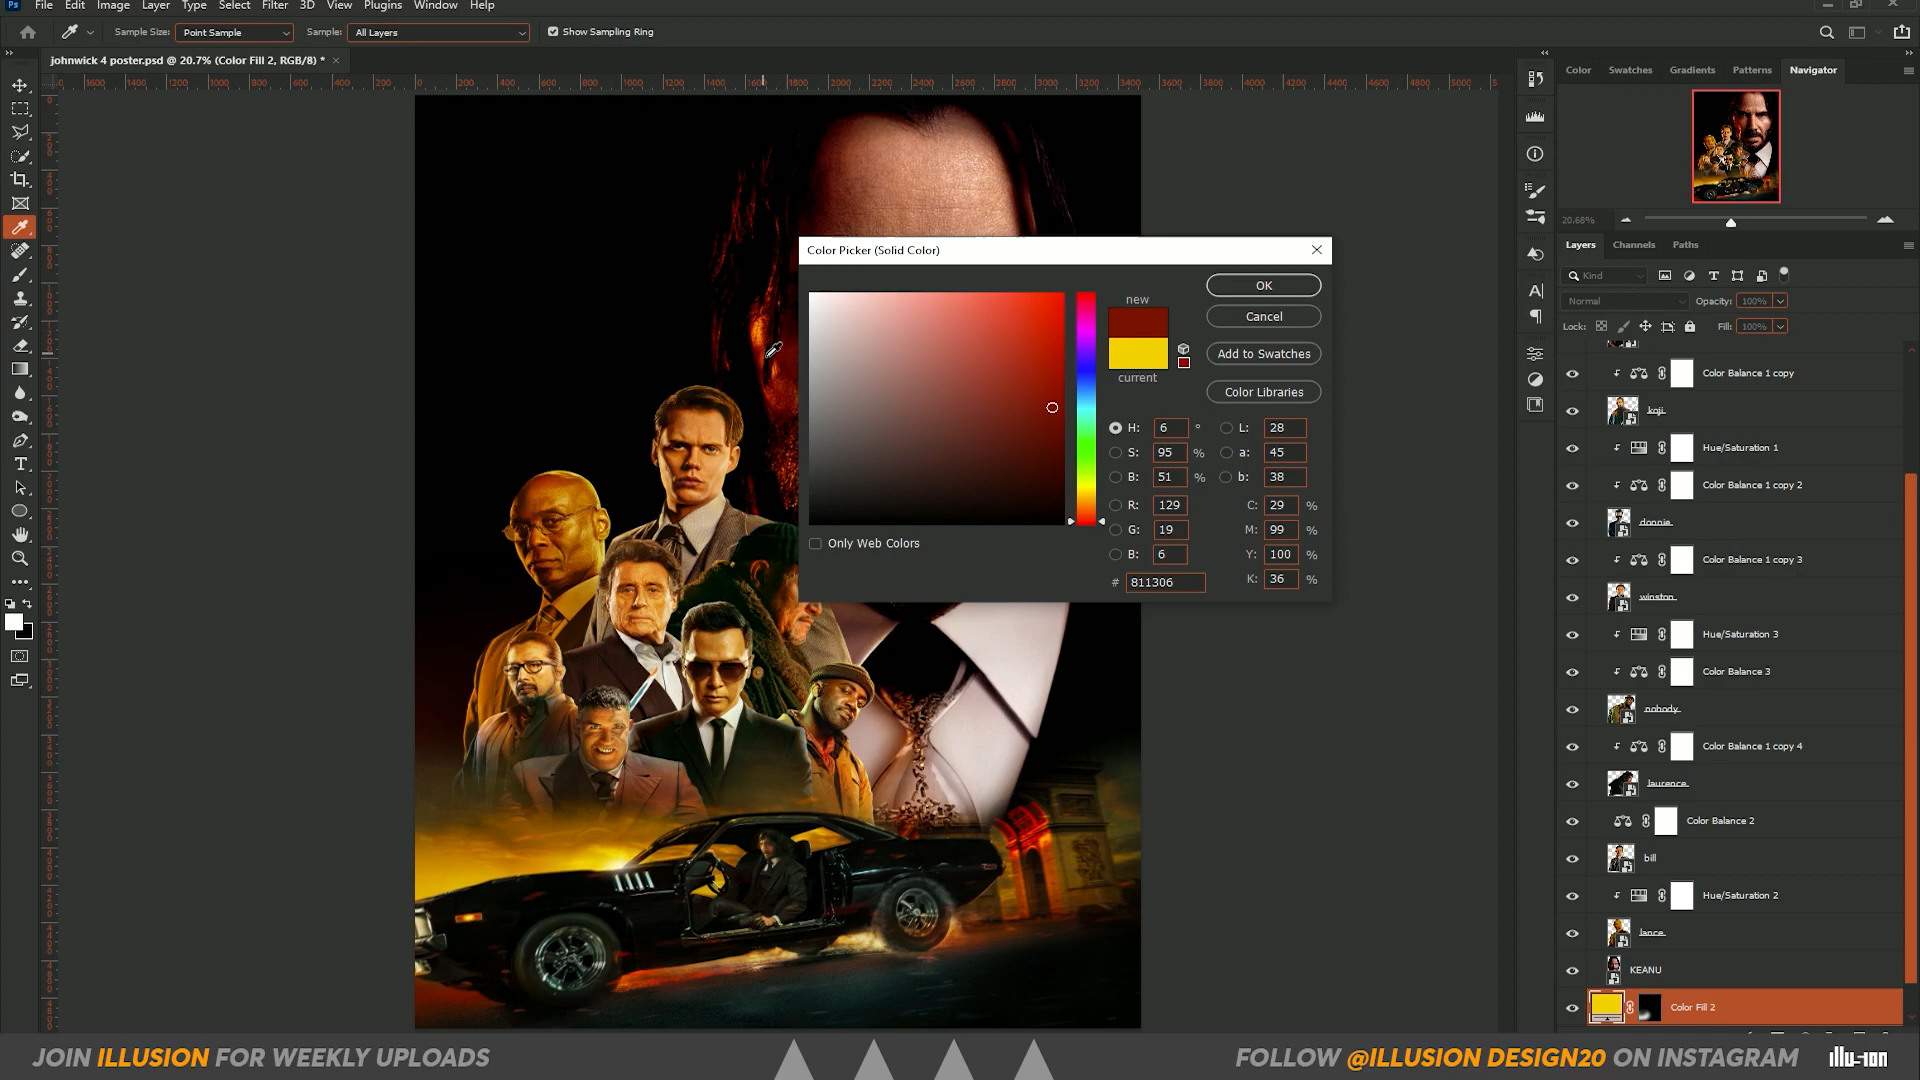 Ps File Edit Image Layer Type Select Filter 3D View Plugins Window Help
Sample Size: Point Sample Sample: All Layers Show Sampling Ring
johnwick 4 poster.psd @ 20.7% (Color Fill 2, RGB/8) *
Color Swatches Gradients Patterns Navigator
20.68%
Layers Channels Paths
Kind
Normal Opacity: 100%
Lock: Fill: 100%
Color Balance 1 copy
koji
Hue/Saturation 1
Color Balance 1 copy 2
donnie
Color Balance 1 copy 3
winston
Hue/Saturation 3
Color Balance 3
nobody
Color Balance 1 copy 4
laurence
Color Balance 2
bill
Hue/Saturation 2
lance
KEANU
Color Fill 2
Color Picker (Solid Color)
new
current
OK
Cancel
Add to Swatches
Color Libraries
H: 6 ° L: 28
S: 95 % a: 45
B: 51 % b: 38
R: 129 C: 29 %
G: 19 M: 99 %
B: 6 Y: 100 %
# 811306 K: 36 %
Only Web Colors
JOIN ILLUSION FOR WEEKLY UPLOADS
FOLLOW @ILLUSION DESIGN20 ON INSTAGRAM